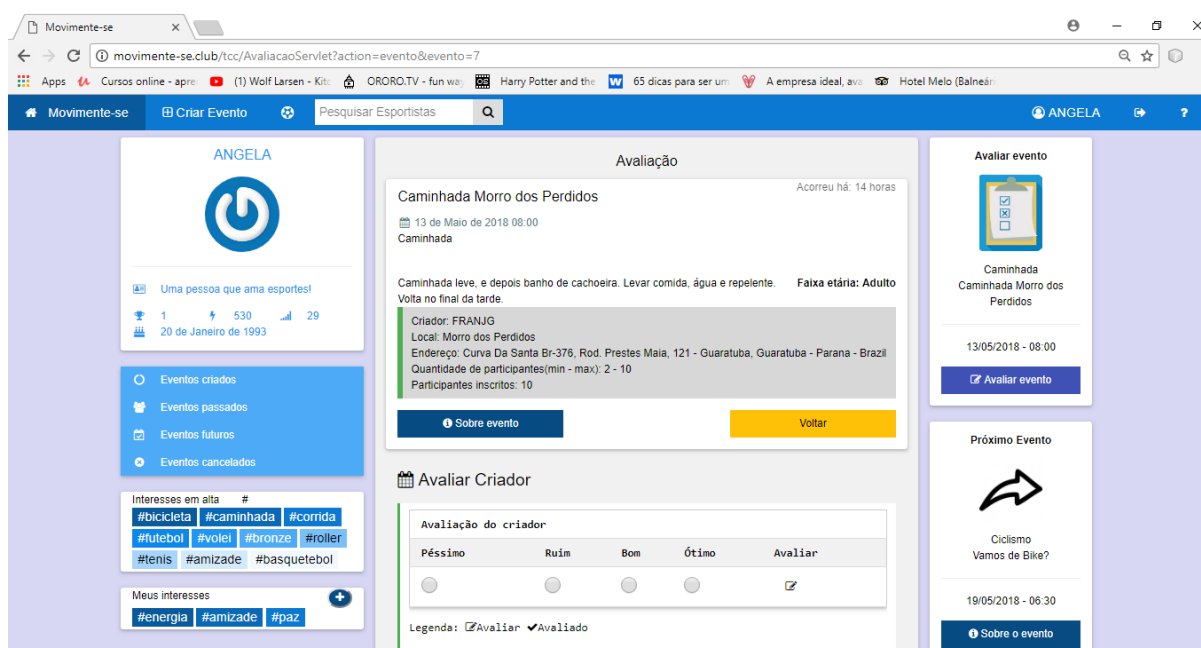 Movimente-se
movimente-se.club/tcc/AvaliacaoServlet?action=evento&evento=7
Apps Cursos online - apre (1) Wolf Larsen - Kitc ORORO.TV - fun way Harry Potter and the 65 dicas para ser um A empresa ideal, ava Hotel Melo (Balneár
Movimente-se Criar Evento Pesquisar Esportistas ANGELA ?
ANGELA
Uma pessoa que ama esportes!
1 530 29
20 de Janeiro de 1993
Eventos criados
Eventos passados
Eventos futuros
Eventos cancelados
Interesses em alta #
#bicicleta #caminhada #corrida
#futebol #volei #bronze #roller
#tenis #amizade #basquetebol
Meus interesses
#energia #amizade #paz
Avaliação
Caminhada Morro dos Perdidos
Acorreu há: 14 horas
13 de Maio de 2018 08:00
Caminhada
Caminhada leve, e depois banho de cachoeira. Levar comida, água e repelente. Faixa etária: Adulto
Volta no final da tarde.
Criador: FRANJG
Local: Morro dos Perdidos
Endereço: Curva Da Santa Br-376, Rod. Prestes Maia, 121 - Guaratuba, Guaratuba - Parana - Brazil
Quantidade de participantes(min - max): 2 - 10
Participantes inscritos: 10
Sobre evento Voltar
Avaliar Criador
Avaliação do criador
Péssimo Ruim Bom Ótimo Avaliar
Legenda: Avaliar Avaliado
Avaliar evento
Caminhada
Caminhada Morro dos
Perdidos
13/05/2018 - 08:00
Avaliar evento
Próximo Evento
Ciclismo
Vamos de Bike?
19/05/2018 - 06:30
Sobre o evento